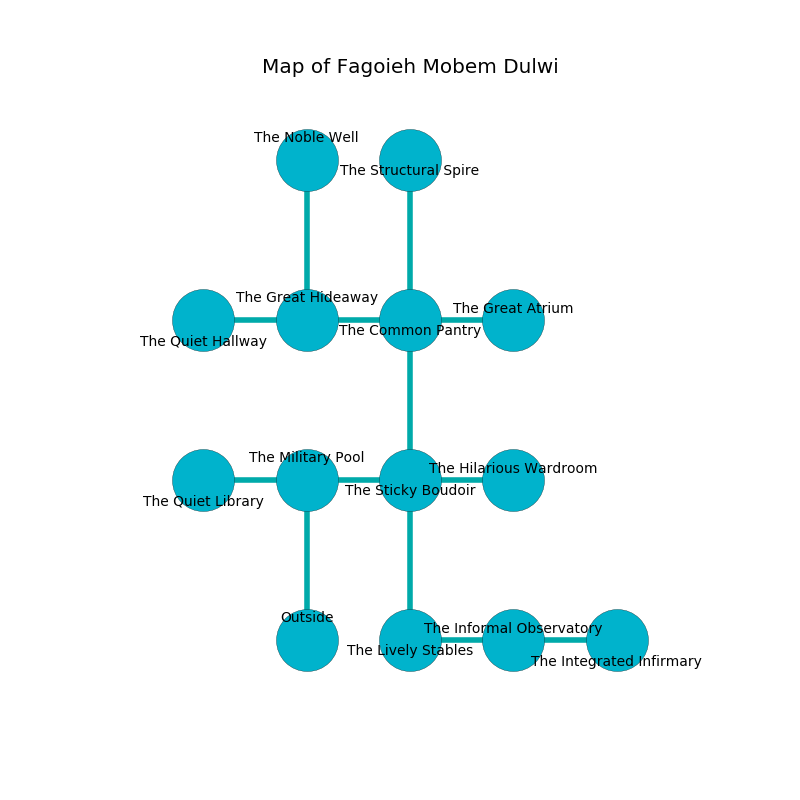 Map of Fagoieh Mobem Dulwi
The Noble Well
The Structural Spire
The Great Hideaway
The Great Atrium
The Common Pantry
The Quiet Hallway
The Military Pool
The Hilarious Wardroom
The Sticky Boudoir
The Quiet Library
Outside
The Informal Observatory
The Lively Stables
The Integrated Infirmary